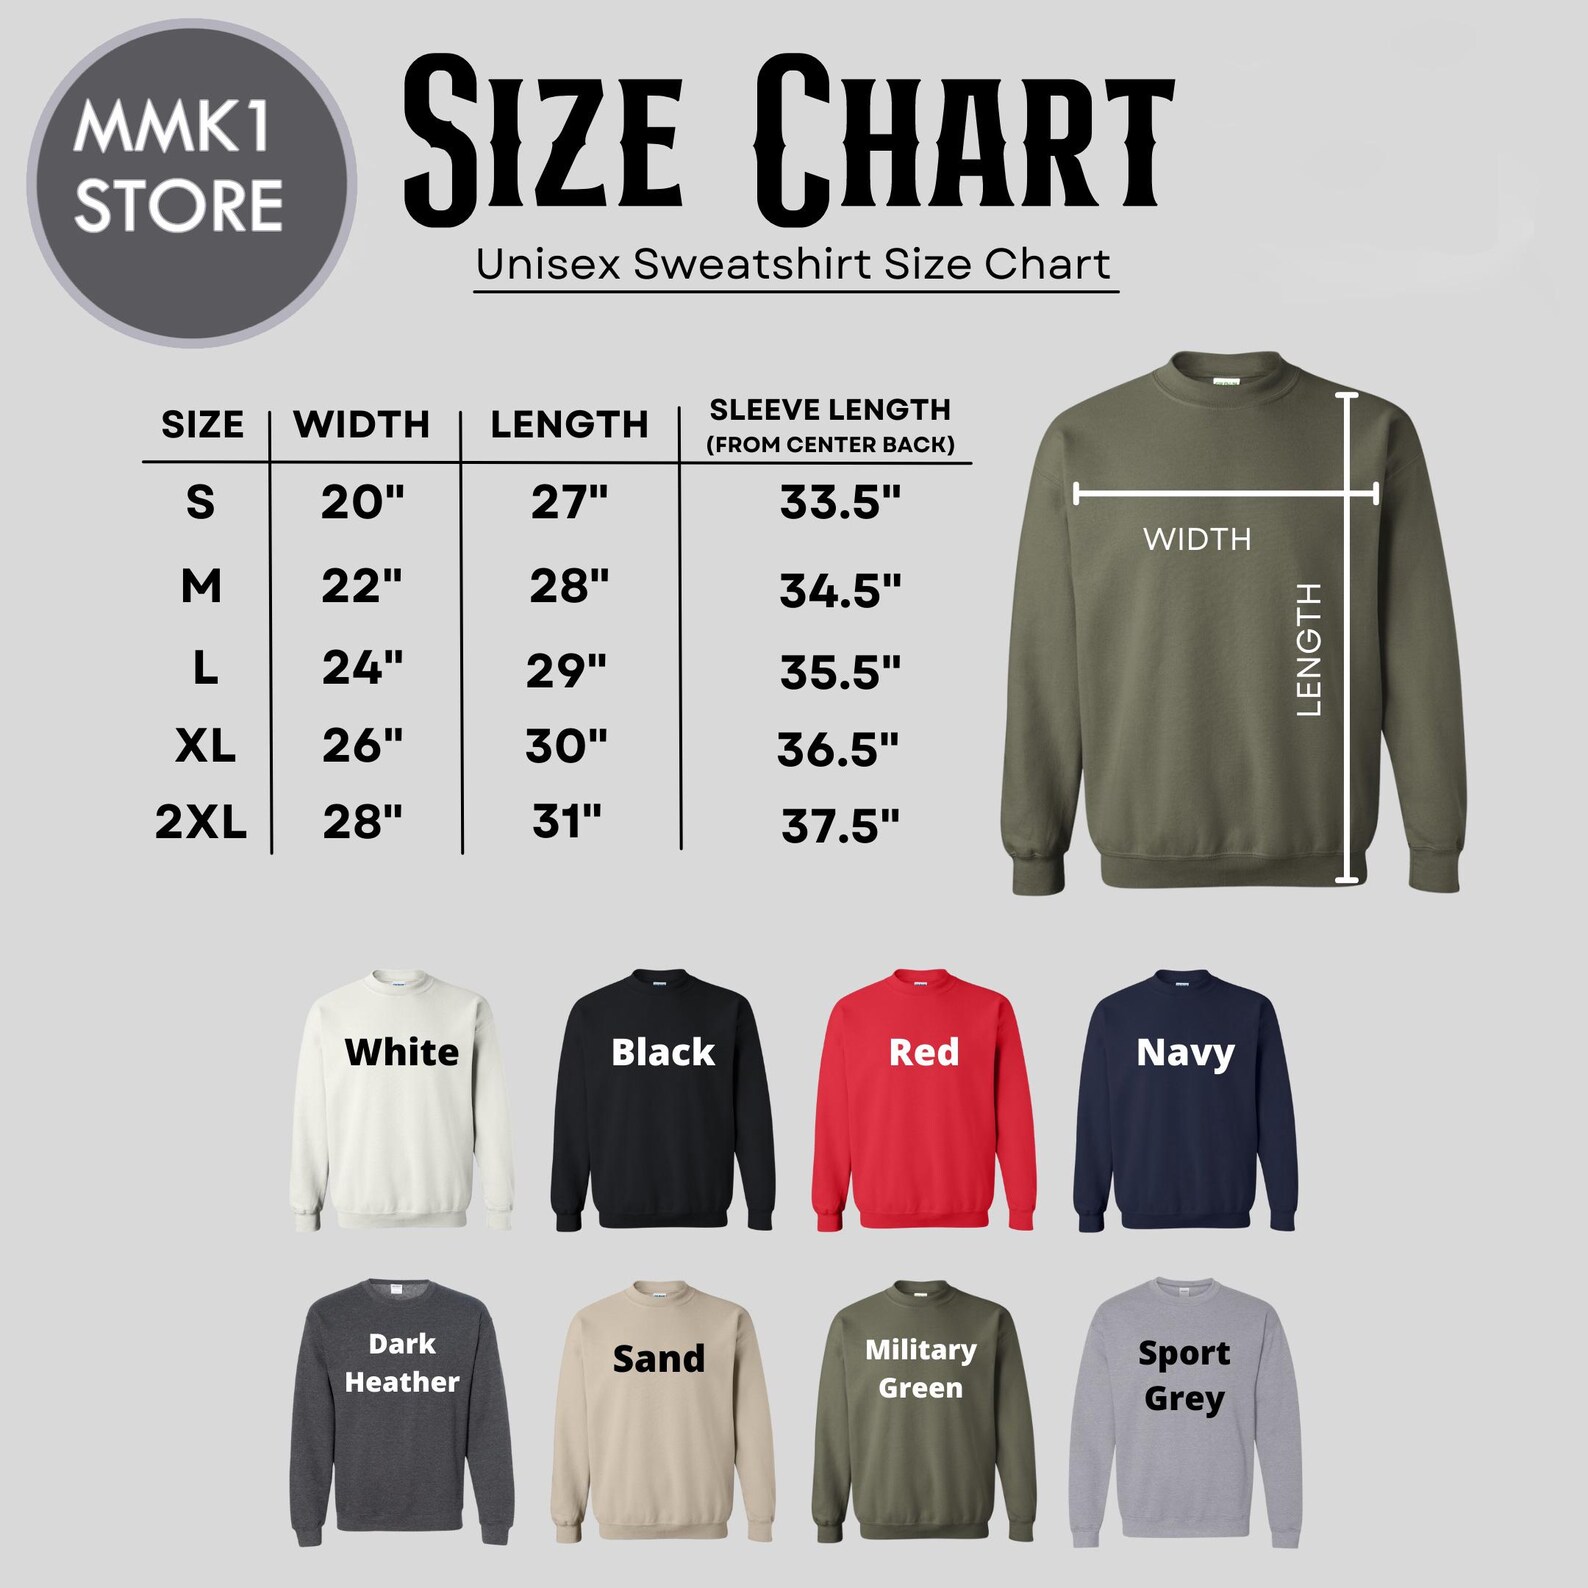 MMK1
STORE
SIZE CHART
Unisex Sweatshirt Size Chart
SIZE WIDTH LENGTH SLEEVE LENGTH
(FROM CENTER BACK)
S 20" 27" 33.5"
M 22" 28" 34.5"
L 24" 29" 35.5"
XL 26" 30" 36.5"
2XL 28" 31" 37.5"
WIDTH
LENGTH
White
Black
Red
Navy
Dark
Heather
Sand
Military
Green
Sport
Grey